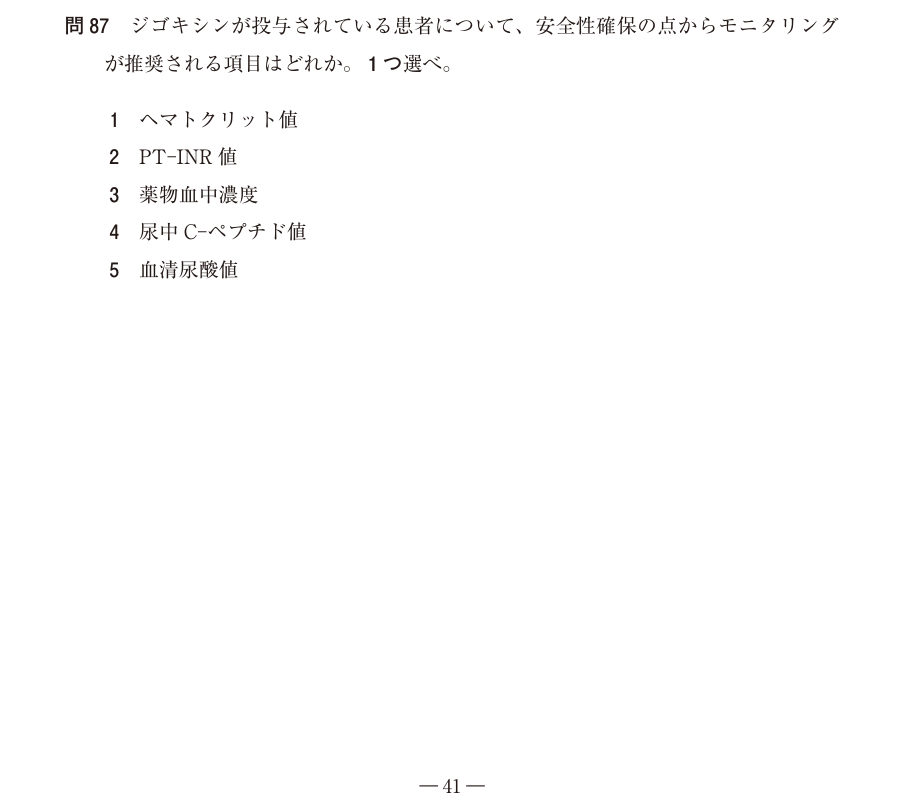 問 87 ジゴキシンが投与されている患者について、安全性確保の点からモニタリング
が推奨される項目はどれか。1つ選べ。
1 ヘマトクリット値
2 PT-INR 値
3 薬物血中濃度
4 尿中 C-ペプチド値
5 血清尿酸値
― 41 ―